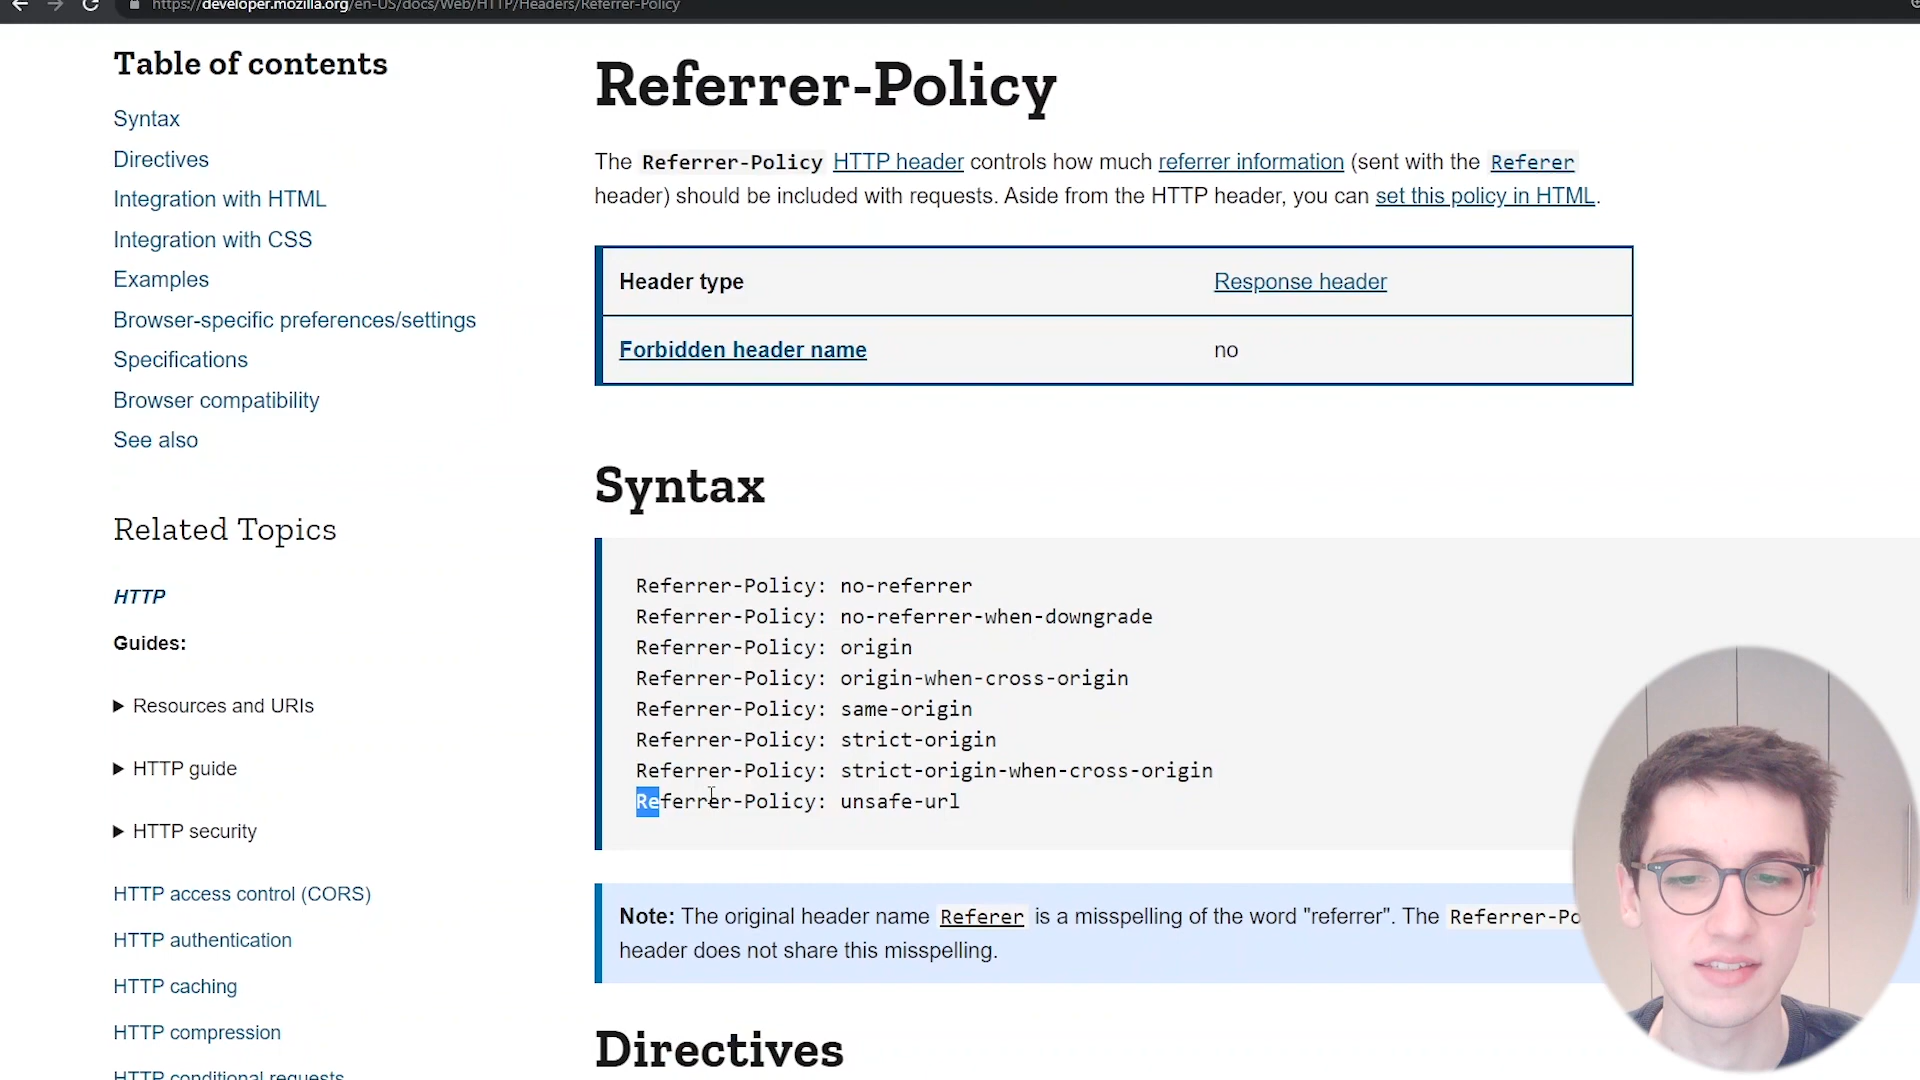 https://developer.mozilla.org/en-US/docs/Web/HTTP/Headers/Referrer-Policy
Table of contents
Syntax
Directives
Integration with HTML
Integration with CSS
Examples
Browser-specific preferences/settings
Specifications
Browser compatibility
See also
Related Topics
HTTP
Guides:
Resources and URIs
HTTP guide
HTTP security
HTTP access control (CORS)
HTTP authentication
HTTP caching
HTTP compression
HTTP conditional requests
Referrer-Policy
The Referrer-Policy HTTP header controls how much referrer information (sent with the Referer
header) should be included with requests. Aside from the HTTP header, you can set this policy in HTML.
Header type Response header
Forbidden header name no
Syntax
Referrer-Policy: no-referrer
Referrer-Policy: no-referrer-when-downgrade
Referrer-Policy: origin
Referrer-Policy: origin-when-cross-origin
Referrer-Policy: same-origin
Referrer-Policy: strict-origin
Referrer-Policy: strict-origin-when-cross-origin
Referrer-Policy: unsafe-url
Note: The original header name Referer is a misspelling of the word "referrer". The Referrer-Po
header does not share this misspelling.
Directives